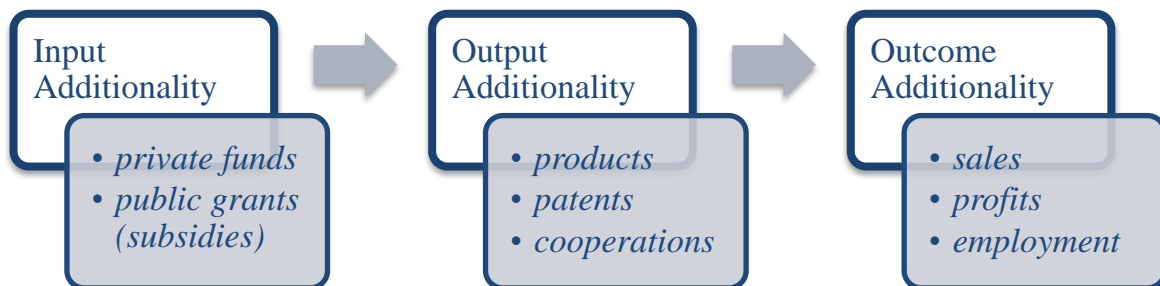 Input
Additionality
• private funds
• public grants
(subsidies)
Output
Additionality
• products
• patents
• cooperations
Outcome
Additionality
• sales
• profits
• employment